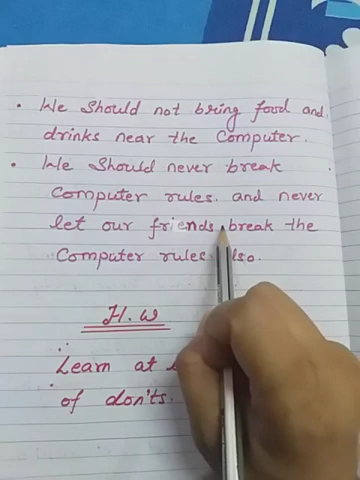 • We should not bring food and
drinks near the Computer.
• We should never break
Computer rules. and never
let our friends break the
Computer rules. also.
H.W
Learn at
of don'ts.